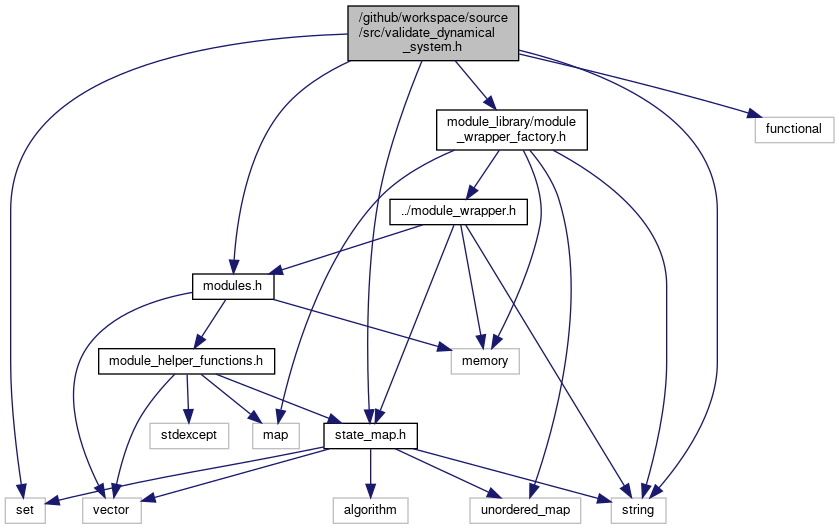 /github/workspace/source
/src/validate_dynamical
_system.h
module_library/module
_wrapper_factory.h
functional
../module_wrapper.h
modules.h
module_helper_functions.h
memory
stdexcept
map
state_map.h
set
vector
algorithm
unordered_map
string